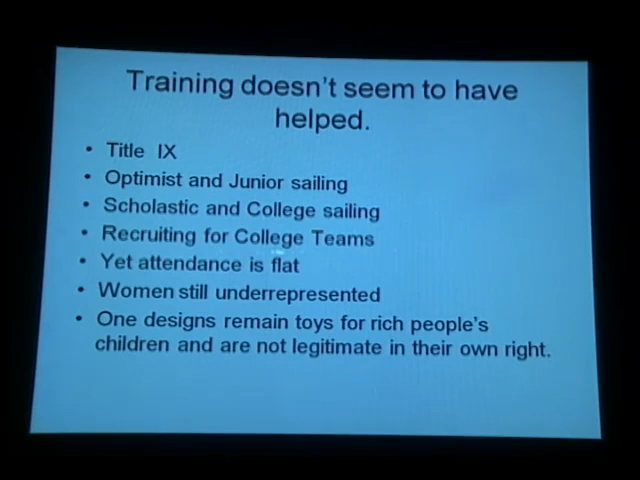 Training doesn't seem to have
helped.
• Title IX
• Optimist and Junior sailing
• Scholastic and College sailing
• Recruiting for College Teams
• Yet attendance is flat
• Women still underrepresented
• One designs remain toys for rich people's
children and are not legitimate in their own right.